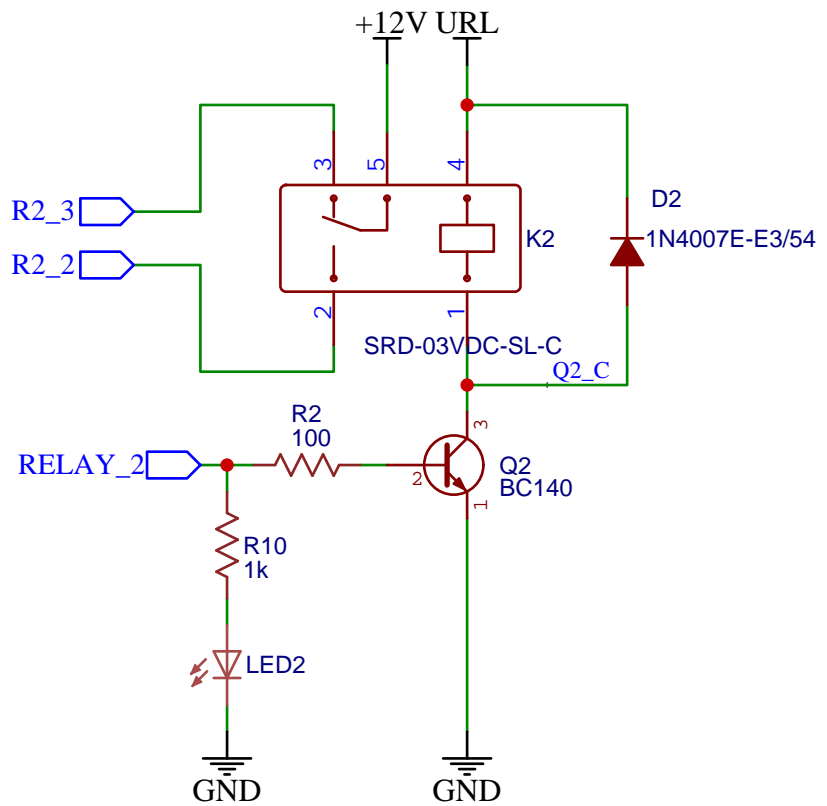 +12V URL
3
5
4
R2_3
R2_2
K2
D2
1N4007E-E3/54
2
1
SRD-03VDC-SL-C
Q2_C
R2
100
3
RELAY_2
2
Q2
BC140
1
R10
1k
LED2
GND
GND